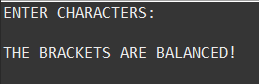 ENTER CHARACTERS:
THE BRACKETS ARE BALANCED!